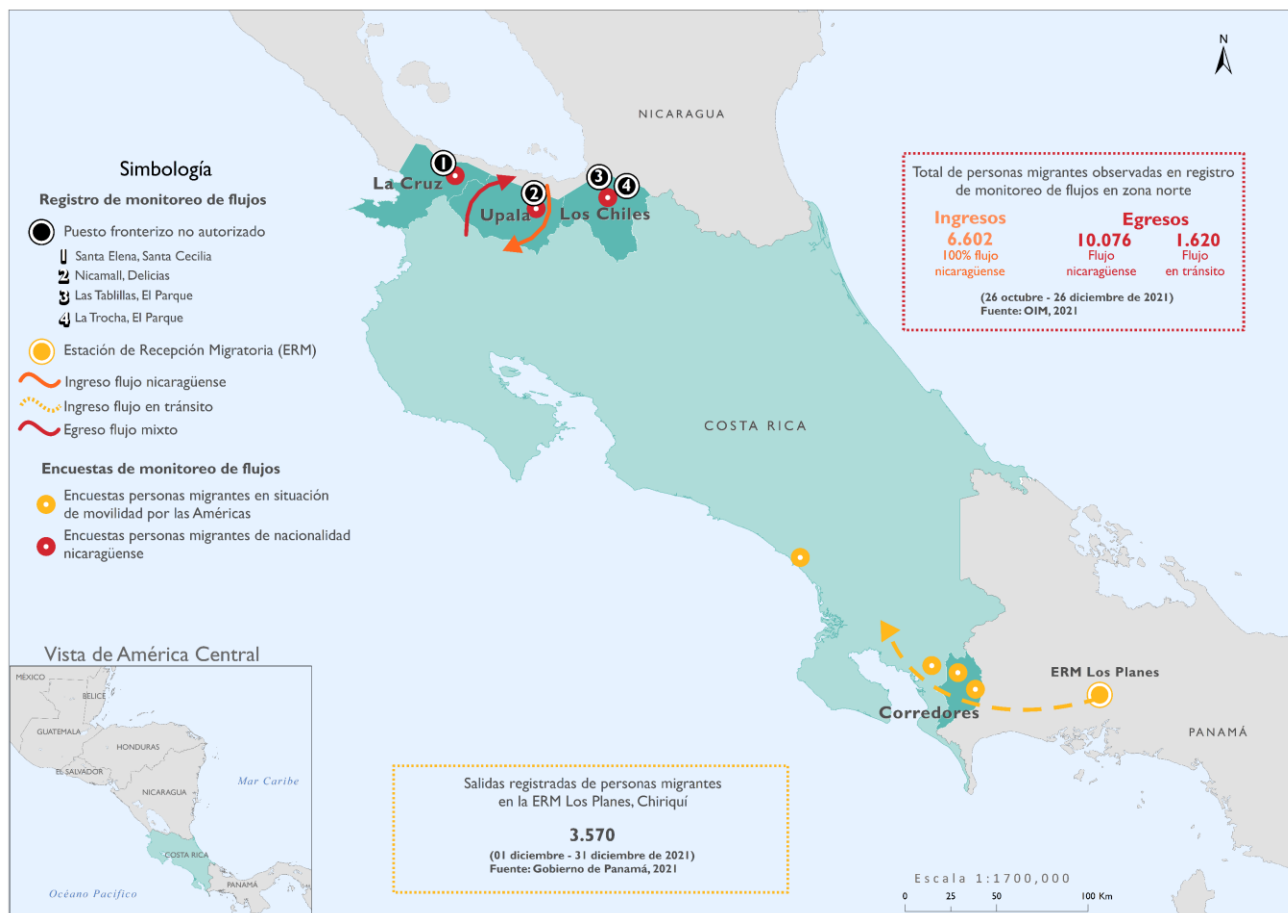 N
NICARAGUA
Simbología
Registro de monitoreo de flujos
Puesto fronterizo no autorizado
1 Santa Elena, Santa Cecilia
2 Nicamall, Delicias
3 Las Tablillas, El Parque
4 La Trocha, El Parque
Estación de Recepción Migratoria (ERM)
Ingreso flujo nicaragüense
Ingreso flujo en tránsito
Egreso flujo mixto
Encuestas de monitoreo de flujos
Encuestas personas migrantes en situación
de movilidad por las Américas
Encuestas personas migrantes de nacionalidad
nicaragüense
1
La Cruz
2
Upala
3
4
Los Chiles
Total de personas migrantes observadas en registro
de monitoreo de flujos en zona norte
Ingresos
6.602
100% flujo
nicaragüense
Egresos
10.076
Flujo
nicaragüense
1.620
Flujo
en tránsito
(26 octubre - 26 diciembre de 2021)
Fuente: OIM, 2021
COSTA RICA
ERM Los Planes
Corredores
PANAMÁ
Vista de América Central
MÉXICO
BELICE
GUATEMALA
HONDURAS
EL SALVADOR
NICARAGUA
Mar Caribe
COSTA RICA
PANAMÁ
Océano Pacífico
Salidas registradas de personas migrantes
en la ERM Los Planes, Chiriquí
3.570
(01 diciembre - 31 diciembre de 2021)
Fuente: Gobierno de Panamá, 2021
Escala 1:1700,000
0 25 50 100 Km